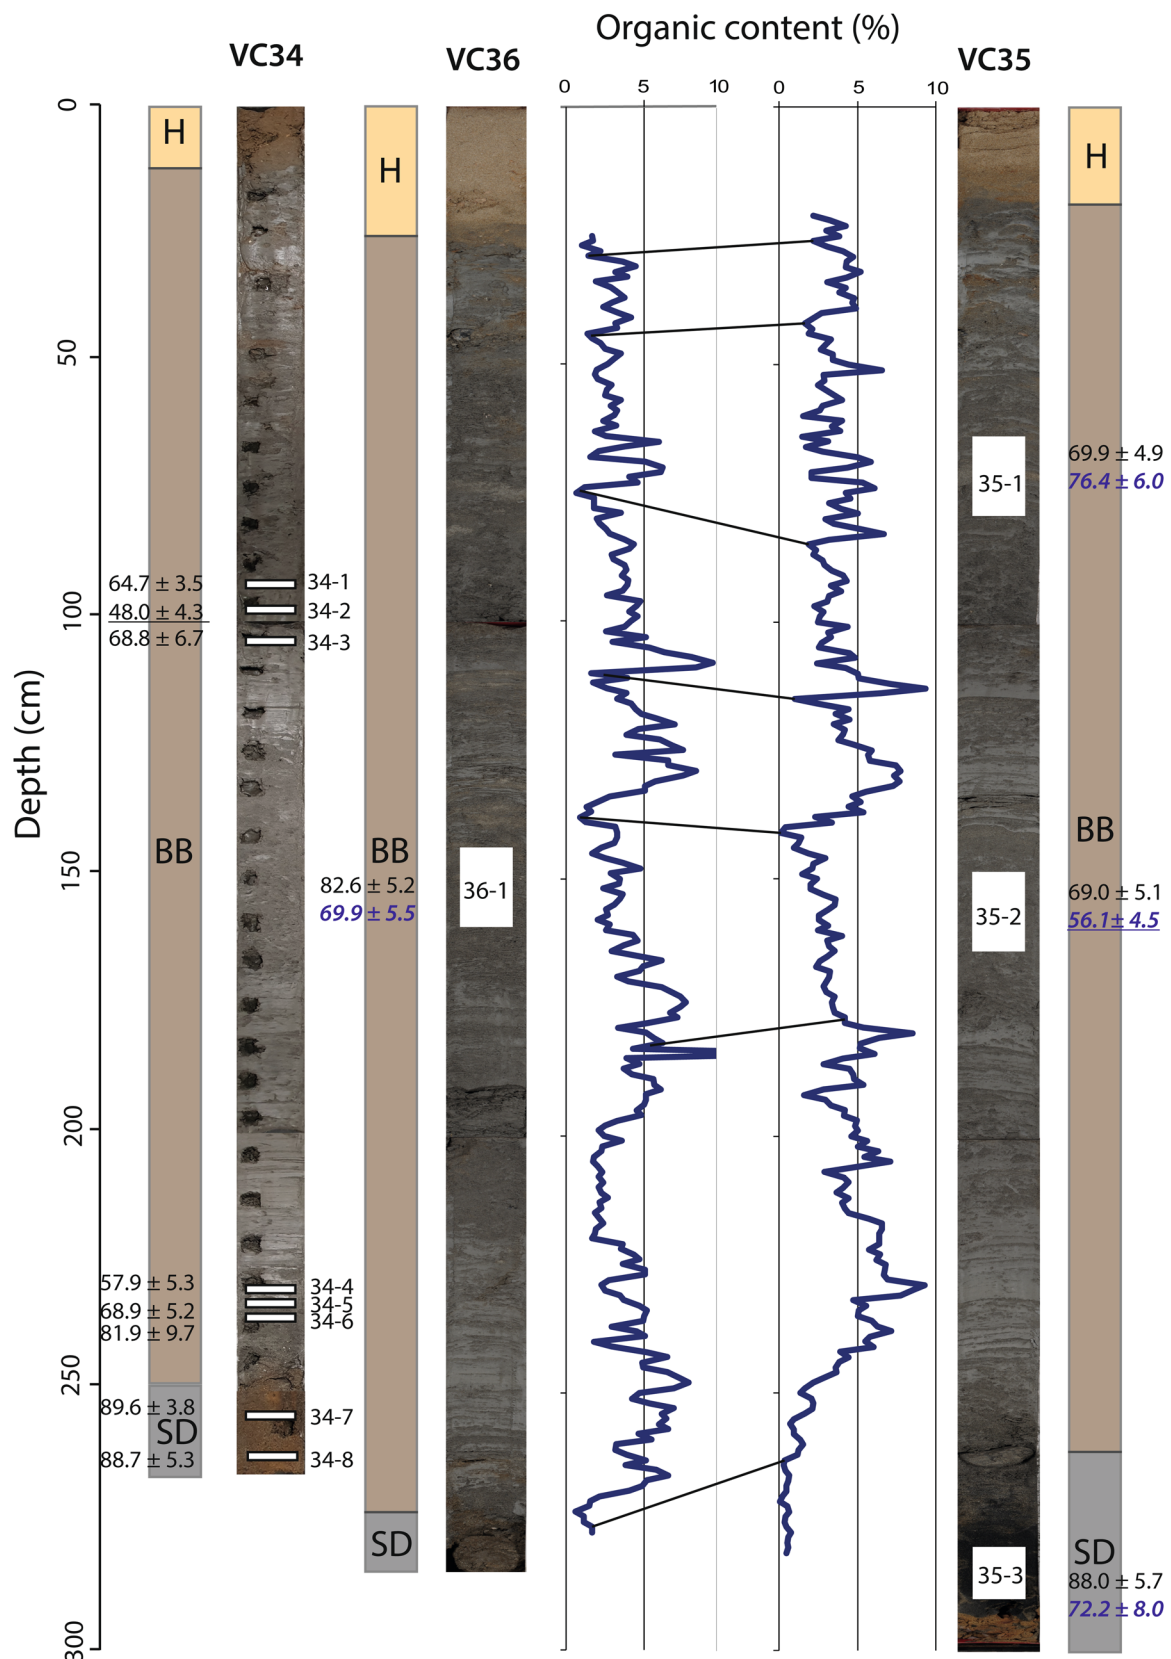 Organic content (%)
VC34
VC36
VC35
0 5 10
0 5 10
0
50
100
150
200
250
300
Depth (cm)
H
H
H
BB
BB
BB
SD
SD
SD
64.7 ± 3.5
48.0 ± 4.3
68.8 ± 6.7
34-1
34-2
34-3
57.9 ± 5.3
68.9 ± 5.2
81.9 ± 9.7
34-4
34-5
34-6
89.6 ± 3.8
88.7 ± 5.3
34-7
34-8
82.6 ± 5.2
69.9 ± 5.5
36-1
35-1
69.9 ± 4.9
76.4 ± 6.0
35-2
69.0 ± 5.1
56.1± 4.5
35-3
88.0 ± 5.7
72.2 ± 8.0